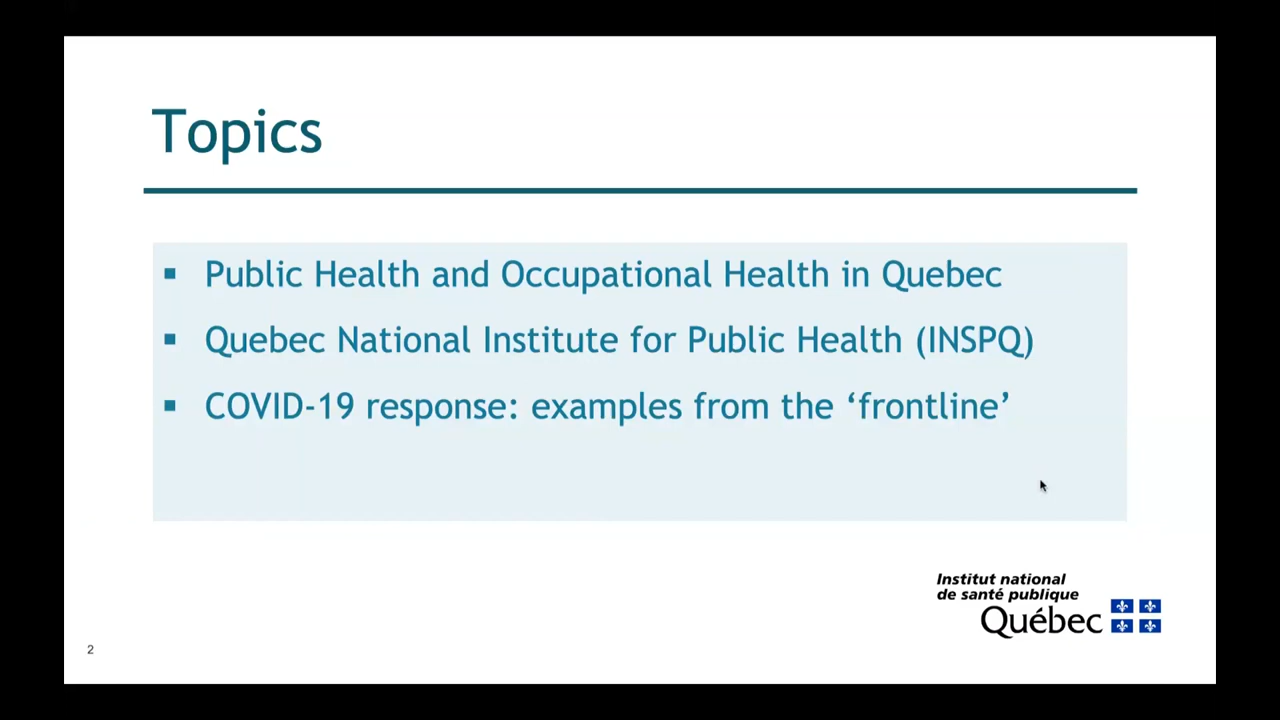 Topics
▪ Public Health and Occupational Health in Quebec
▪ Quebec National Institute for Public Health (INSPQ)
▪ COVID-19 response: examples from the ‘frontline’
Institut national
de santé publique
Québec
2